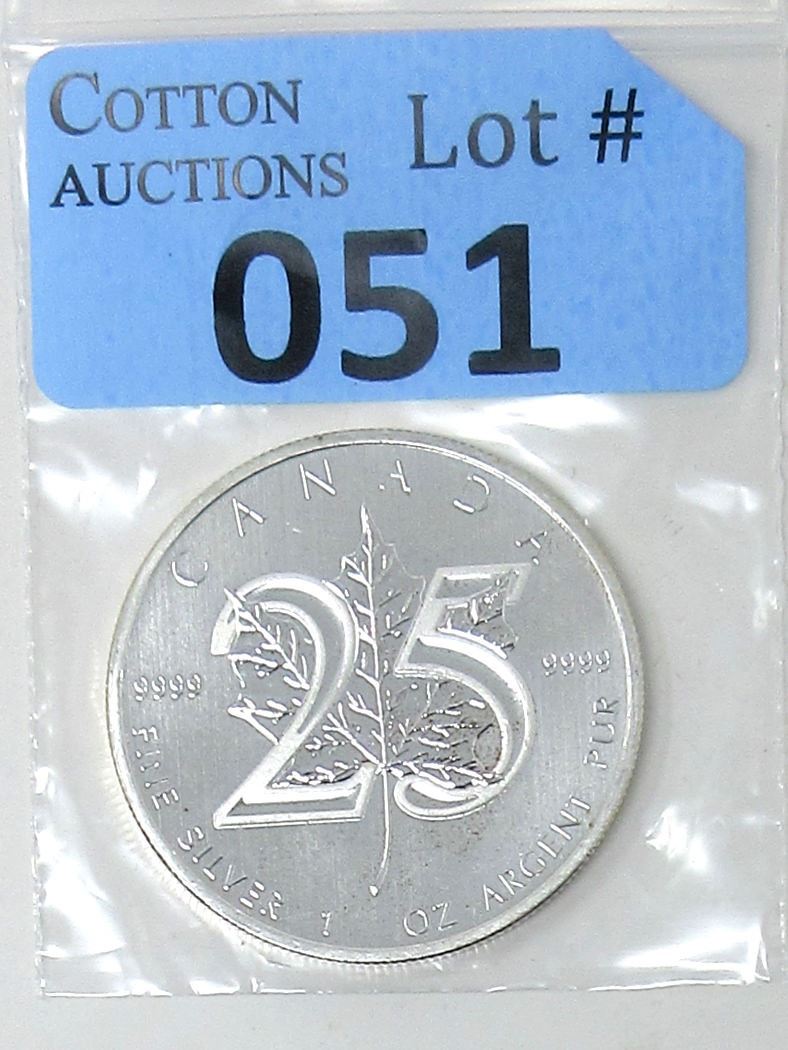 COTTON
AUCTIONS
Lot #
051
CANADA
25
9999
9999
FINE SILVER 1 OZ ARGENT PUR